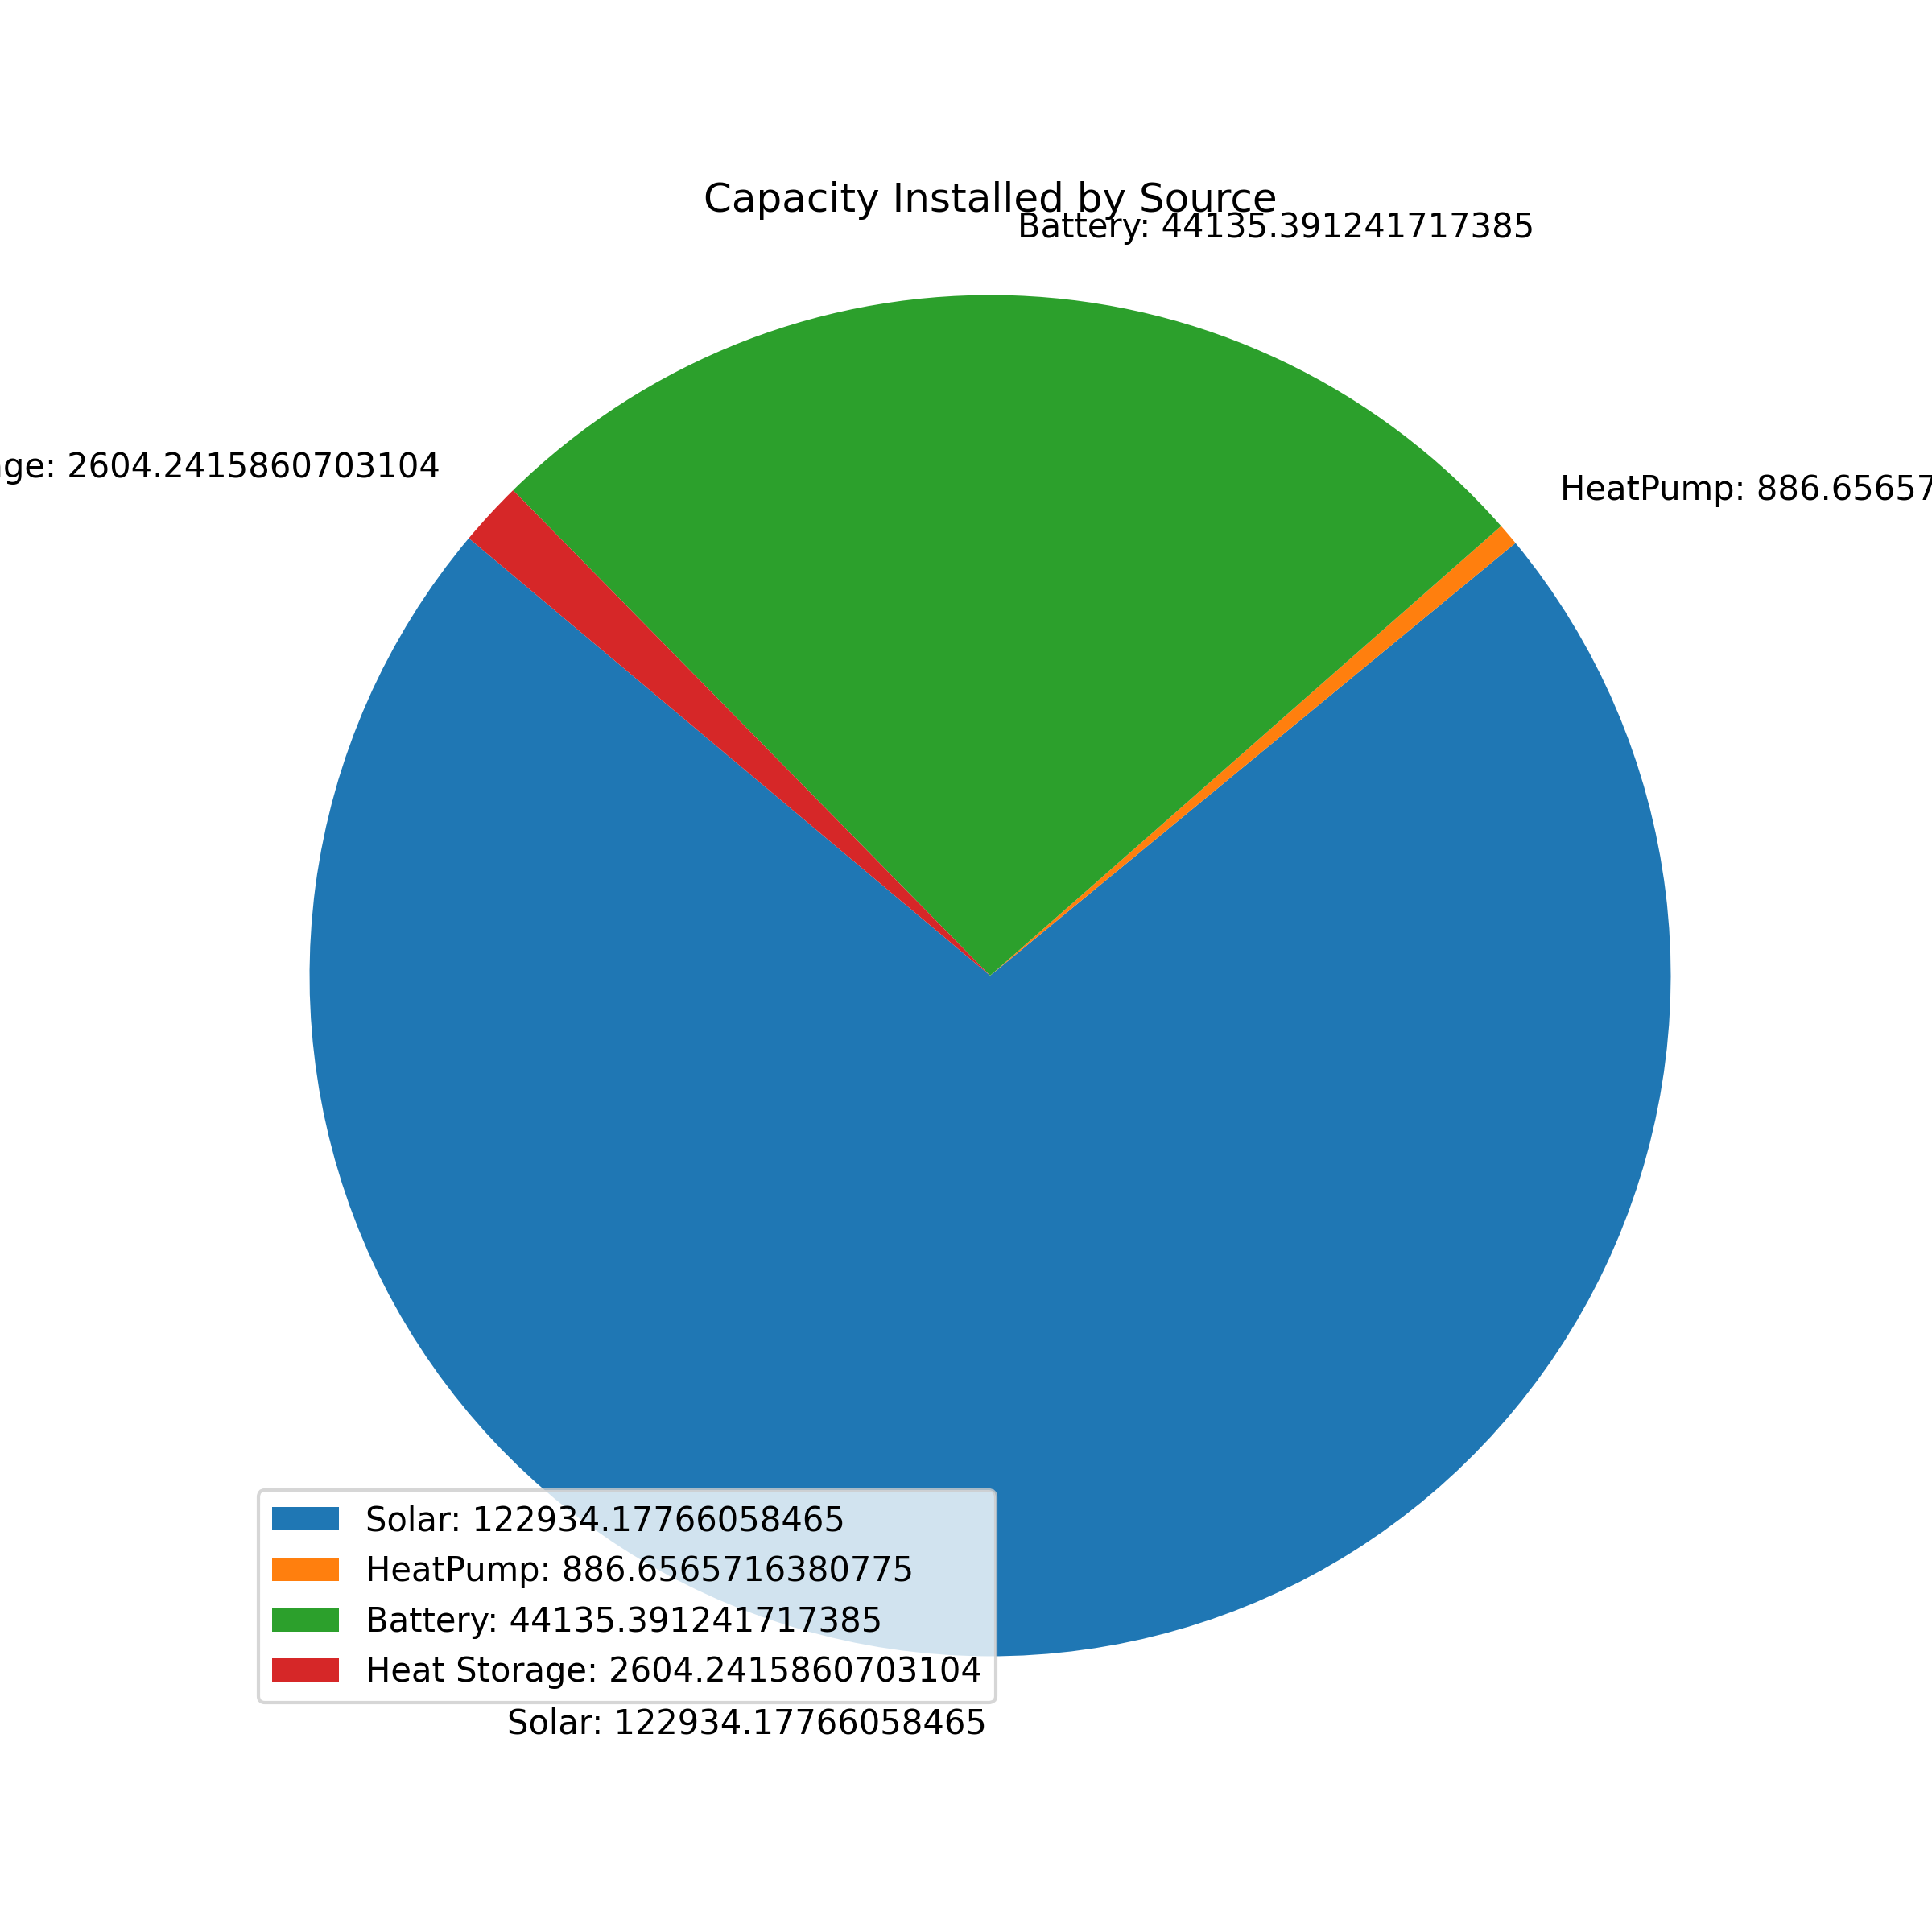 Capacity Installed by Source
Battery: 44135.391241717385
ge: 2604.2415860703104
HeatPump: 886.65657
Solar: 122934.17766058465
HeatPump: 886.6565716380775
Battery: 44135.391241717385
Heat Storage: 2604.2415860703104
Solar: 122934.17766058465